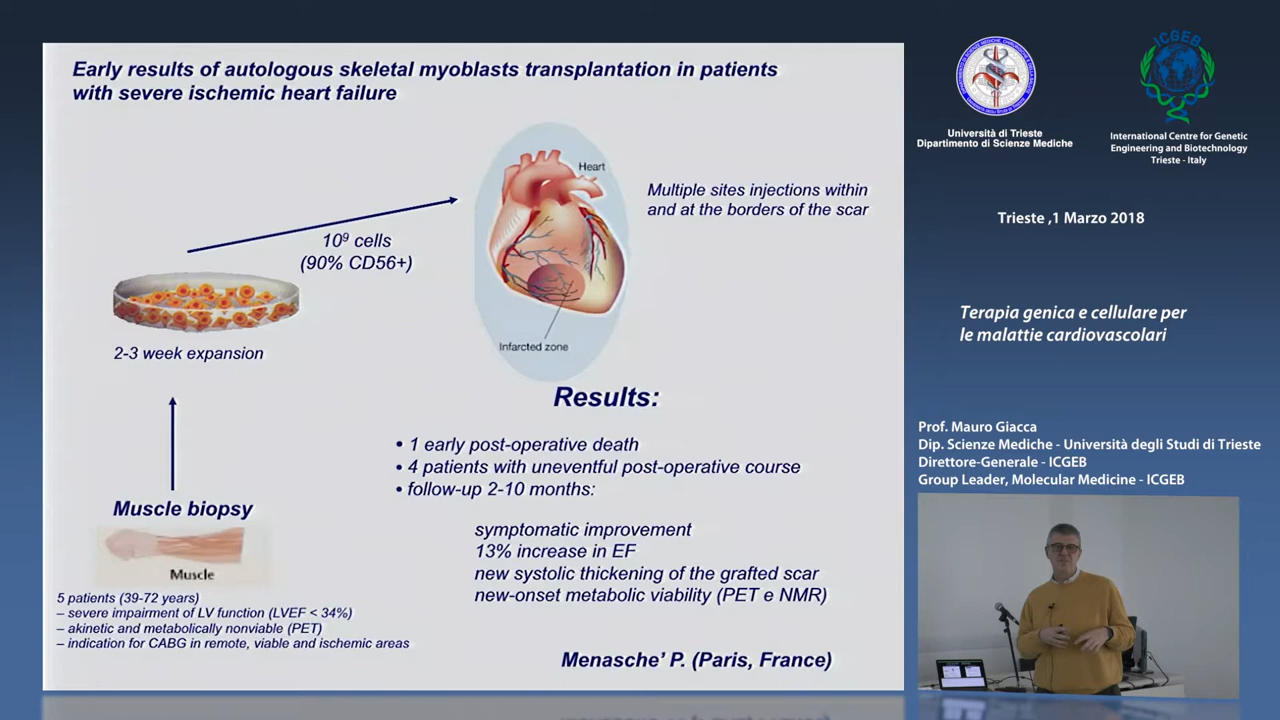 Early results of autologous skeletal myoblasts transplantation in patients
with severe ischemic heart failure
Heart
Multiple sites injections within
and at the borders of the scar
10⁹ cells
(90% CD56+)
2-3 week expansion
Infarcted zone
Results:
• 1 early post-operative death
• 4 patients with uneventful post-operative course
• follow-up 2-10 months:
symptomatic improvement
13% increase in EF
new systolic thickening of the grafted scar
new-onset metabolic viability (PET e NMR)
Muscle biopsy
Muscle
5 patients (39-72 years)
– severe impairment of LV function (LVEF < 34%)
– akinetic and metabolically nonviable (PET)
– indication for CABG in remote, viable and ischemic areas
Menasche' P. (Paris, France)
Università di Trieste
Dipartimento di Scienze Mediche
ICGEB
International Centre for Genetic
Engineering and Biotechnology
Trieste - Italy
Trieste ,1 Marzo 2018
Terapia genica e cellulare per
le malattie cardiovascolari
Prof. Mauro Giacca
Dip. Scienze Mediche - Università degli Studi di Trieste
Direttore-Generale - ICGEB
Group Leader, Molecular Medicine - ICGEB